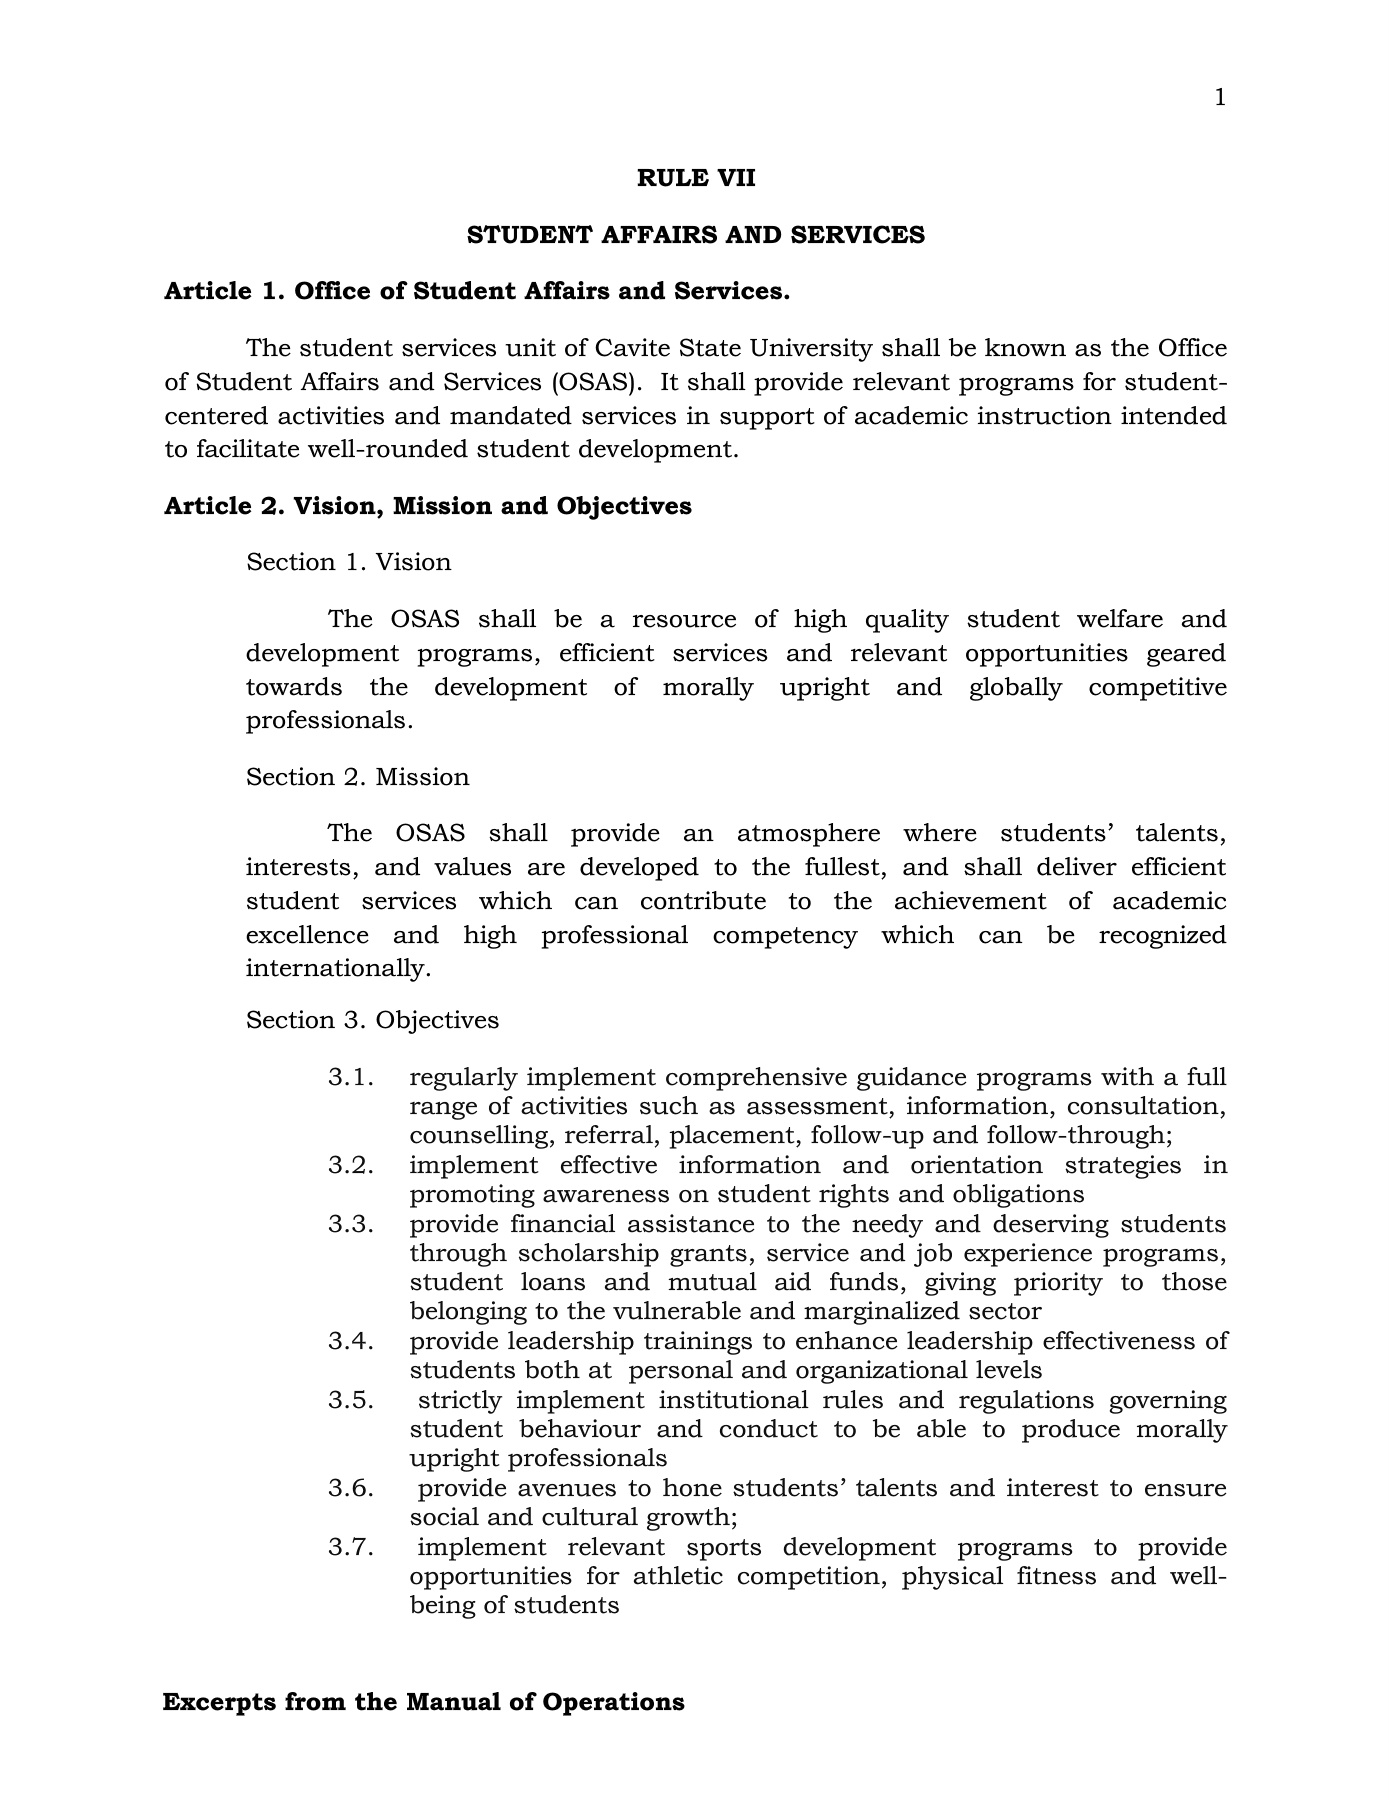 1
RULE VII
STUDENT AFFAIRS AND SERVICES
Article 1. Office of Student Affairs and Services.
The student services unit of Cavite State University shall be known as the Office
of Student Affairs and Services (OSAS).  It shall provide relevant programs for student-
centered activities and mandated services in support of academic instruction intended
to facilitate well-rounded student development.
Article 2. Vision, Mission and Objectives
Section 1. Vision
The OSAS shall be a resource of high quality student welfare and
development programs, efficient services and relevant opportunities geared
towards the development of morally upright and globally competitive
professionals.
Section 2. Mission
The OSAS shall provide an atmosphere where students’ talents,
interests, and values are developed to the fullest, and shall deliver efficient
student services which can contribute to the achievement of academic
excellence and high professional competency which can be recognized
internationally.
Section 3. Objectives
3.1. regularly implement comprehensive guidance programs with a full
range of activities such as assessment, information, consultation,
counselling, referral, placement, follow-up and follow-through;
3.2. implement effective information and orientation strategies in
promoting awareness on student rights and obligations
3.3. provide financial assistance to the needy and deserving students
through scholarship grants, service and job experience programs,
student loans and mutual aid funds, giving priority to those
belonging to the vulnerable and marginalized sector
3.4. provide leadership trainings to enhance leadership effectiveness of
students both at  personal and organizational levels
3.5. strictly implement institutional rules and regulations governing
student behaviour and conduct to be able to produce morally
upright professionals
3.6. provide avenues to hone students’ talents and interest to ensure
social and cultural growth;
3.7. implement relevant sports development programs to provide
opportunities for athletic competition, physical fitness and well-
being of students
Excerpts from the Manual of Operations